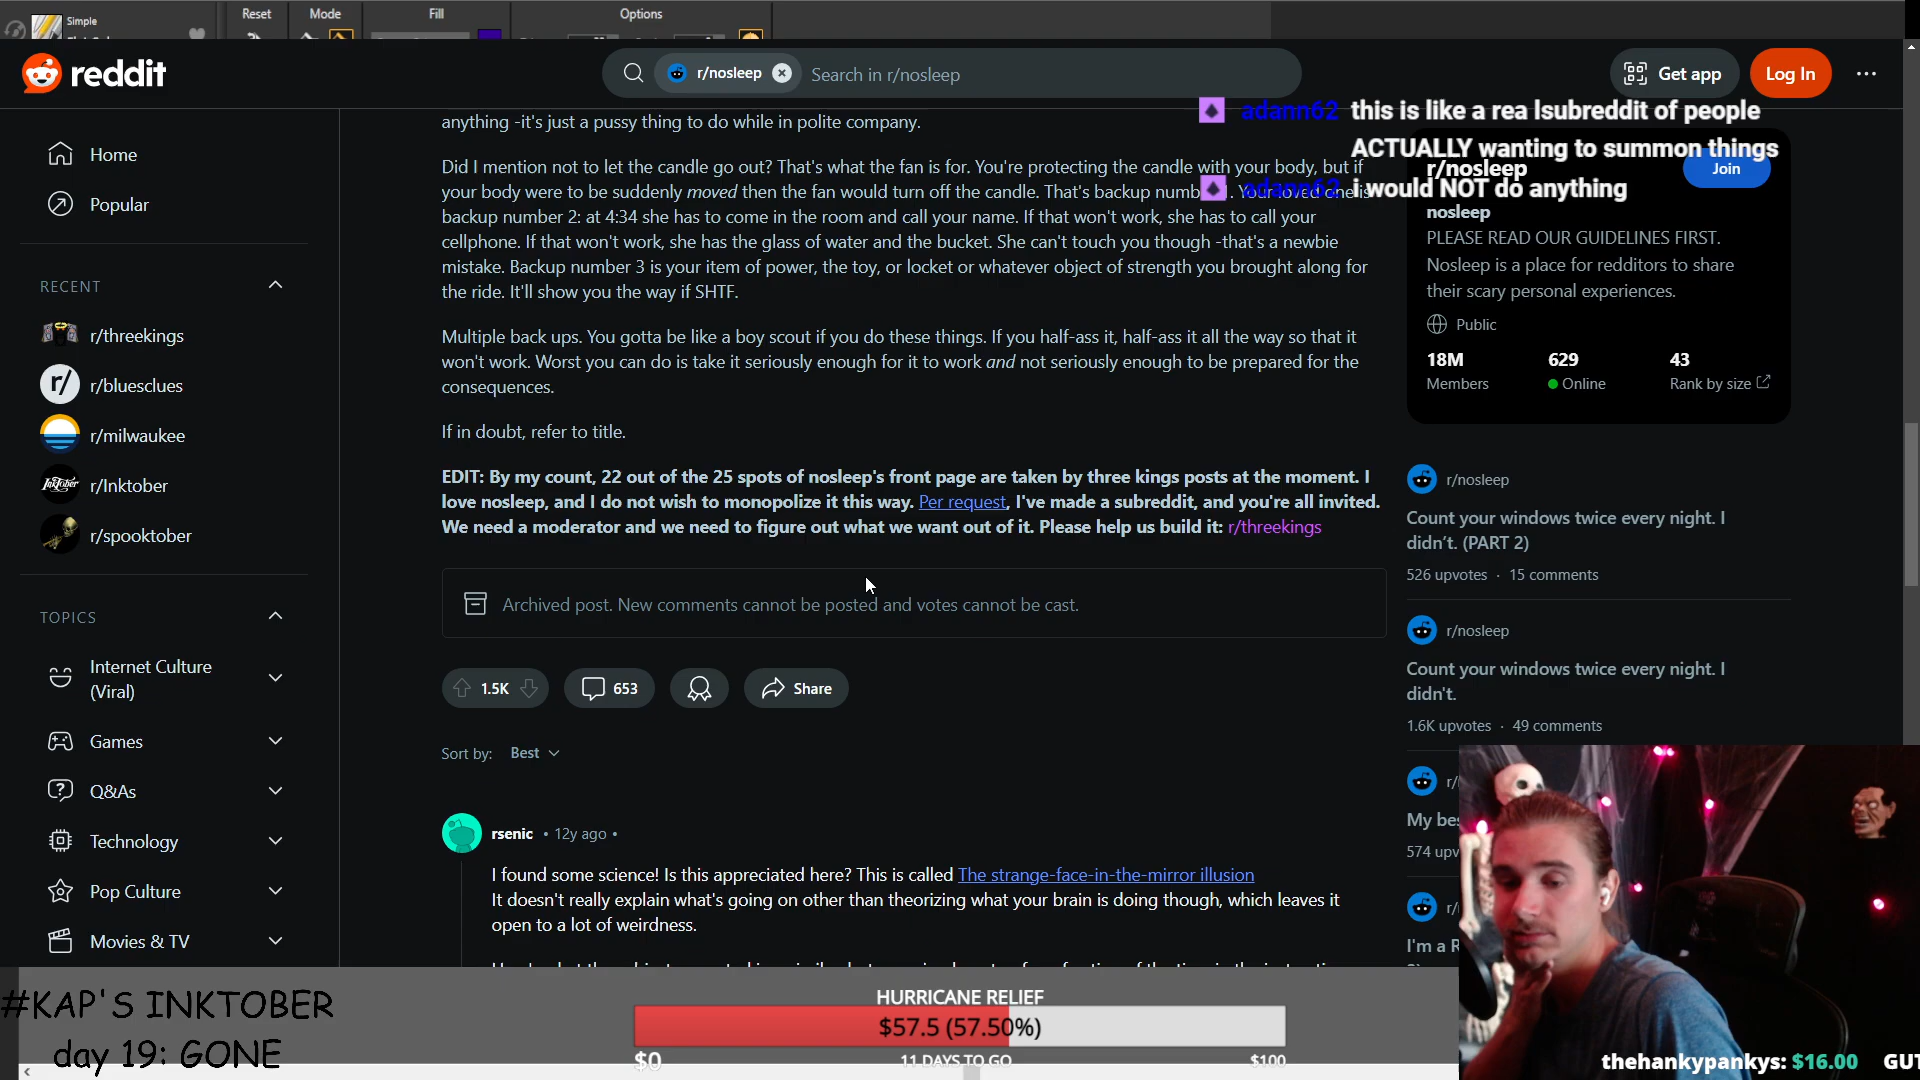 Simple
Reset
Mode
Fill
Options
reddit
r/nosleep
Search in r/nosleep
Get app
Log In
adann62 this is like a rea lsubreddit of people
ACTUALLY wanting to summon things
adann62 i would NOT do anything
Home
Popular
RECENT
r/threekings
r/bluesclues
r/milwaukee
r/Inktober
r/spooktober
TOPICS
Internet Culture
(Viral)
Games
Q&As
Technology
Pop Culture
Movies & TV
anything -it's just a pussy thing to do while in polite company.
Did I mention not to let the candle go out? That's what the fan is for. You're protecting the candle with your body, but if
your body were to be suddenly moved then the fan would turn off the candle. That's backup numb
backup number 2: at 4:34 she has to come in the room and call your name. If that won't work, she has to call your
cellphone. If that won't work, she has the glass of water and the bucket. She can't touch you though -that's a newbie
mistake. Backup number 3 is your item of power, the toy, or locket or whatever object of strength you brought along for
the ride. It'll show you the way if SHTF.
Multiple back ups. You gotta be like a boy scout if you do these things. If you half-ass it, half-ass it all the way so that it
won't work. Worst you can do is take it seriously enough for it to work and not seriously enough to be prepared for the
consequences.
If in doubt, refer to title.
EDIT: By my count, 22 out of the 25 spots of nosleep's front page are taken by three kings posts at the moment. I
love nosleep, and I do not wish to monopolize it this way. Per request, I've made a subreddit, and you're all invited.
We need a moderator and we need to figure out what we want out of it. Please help us build it: r/threekings
Archived post. New comments cannot be posted and votes cannot be cast.
1.5K
653
Share
Sort by: Best
rsenic • 12y ago •
I found some science! Is this appreciated here? This is called The strange-face-in-the-mirror illusion
It doesn't really explain what's going on other than theorizing what your brain is doing though, which leaves it
open to a lot of weirdness.
r/nosleep
Join
nosleep
PLEASE READ OUR GUIDELINES FIRST.
Nosleep is a place for redditors to share
their scary personal experiences.
Public
18M
629
43
Members
Online
Rank by size
r/nosleep
Count your windows twice every night. I
didn't. (PART 2)
526 upvotes · 15 comments
r/nosleep
Count your windows twice every night. I
didn't.
1.6K upvotes · 49 comments
r/
My bes
574 upv
r/
I'm a R
#KAP'S INKTOBER
day 19: GONE
HURRICANE RELIEF
$57.5 (57.50%)
$0
11 DAYS TO GO
$100
thehankypankys: $16.00 GUT